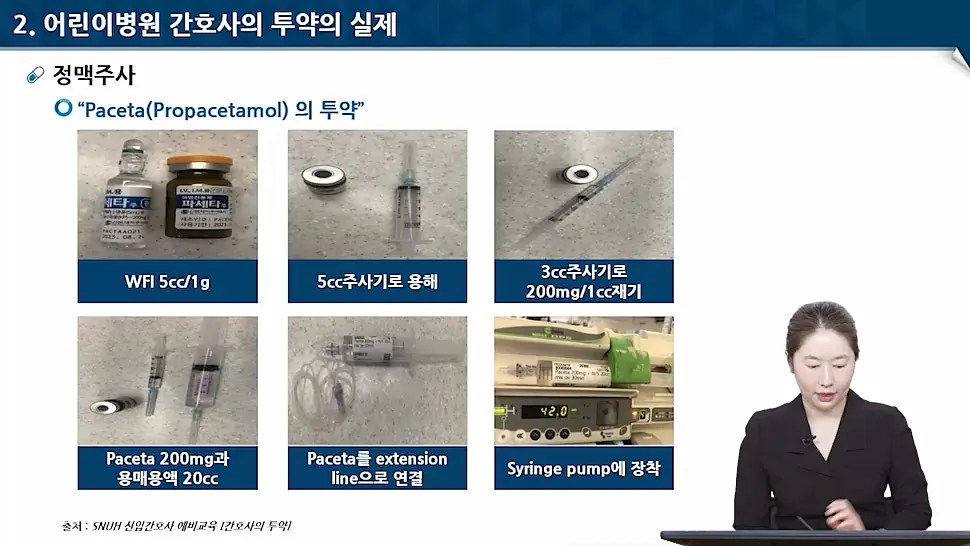 2. 어린이병원 간호사의 투약의 실제
정맥주사
“Paceta(Propacetamol) 의 투약”
파세타
WFI 5cc/1g
5cc주사기로 용해
3cc주사기로
200mg/1cc재기
42.0
Paceta 200mg과
용매용액 20cc
Paceta를 extension
line으로 연결
Syringe pump에 장착
출처 : SNUH 신입간호사 예비교육 [간호사의 투약]